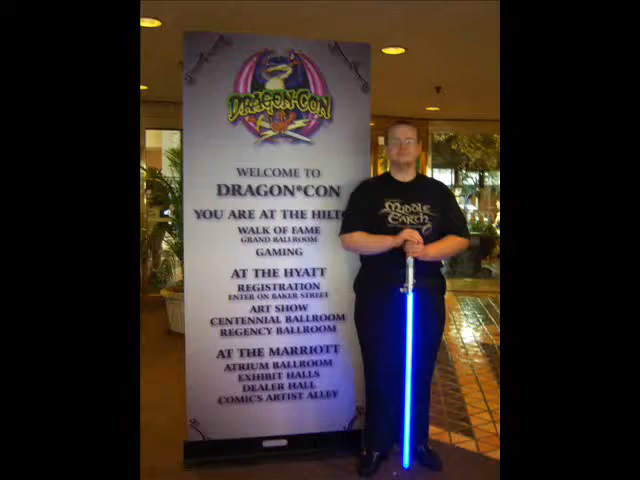 DRAGON*CON
WELCOME TO
DRAGON*CON
YOU ARE AT THE HILT
WALK OF FAME
GRAND BALLROOM
GAMING
AT THE HYATT
REGISTRATION
ENTER ON BAKER STREET
ART SHOW
CENTENNIAL BALLROOM
REGENCY BALLROOM
AT THE MARRIOTT
ATRIUM BALLROOM
EXHIBIT HALLS
DEALER HALL
COMICS ARTIST ALLEY
MIDDLE
EARTH